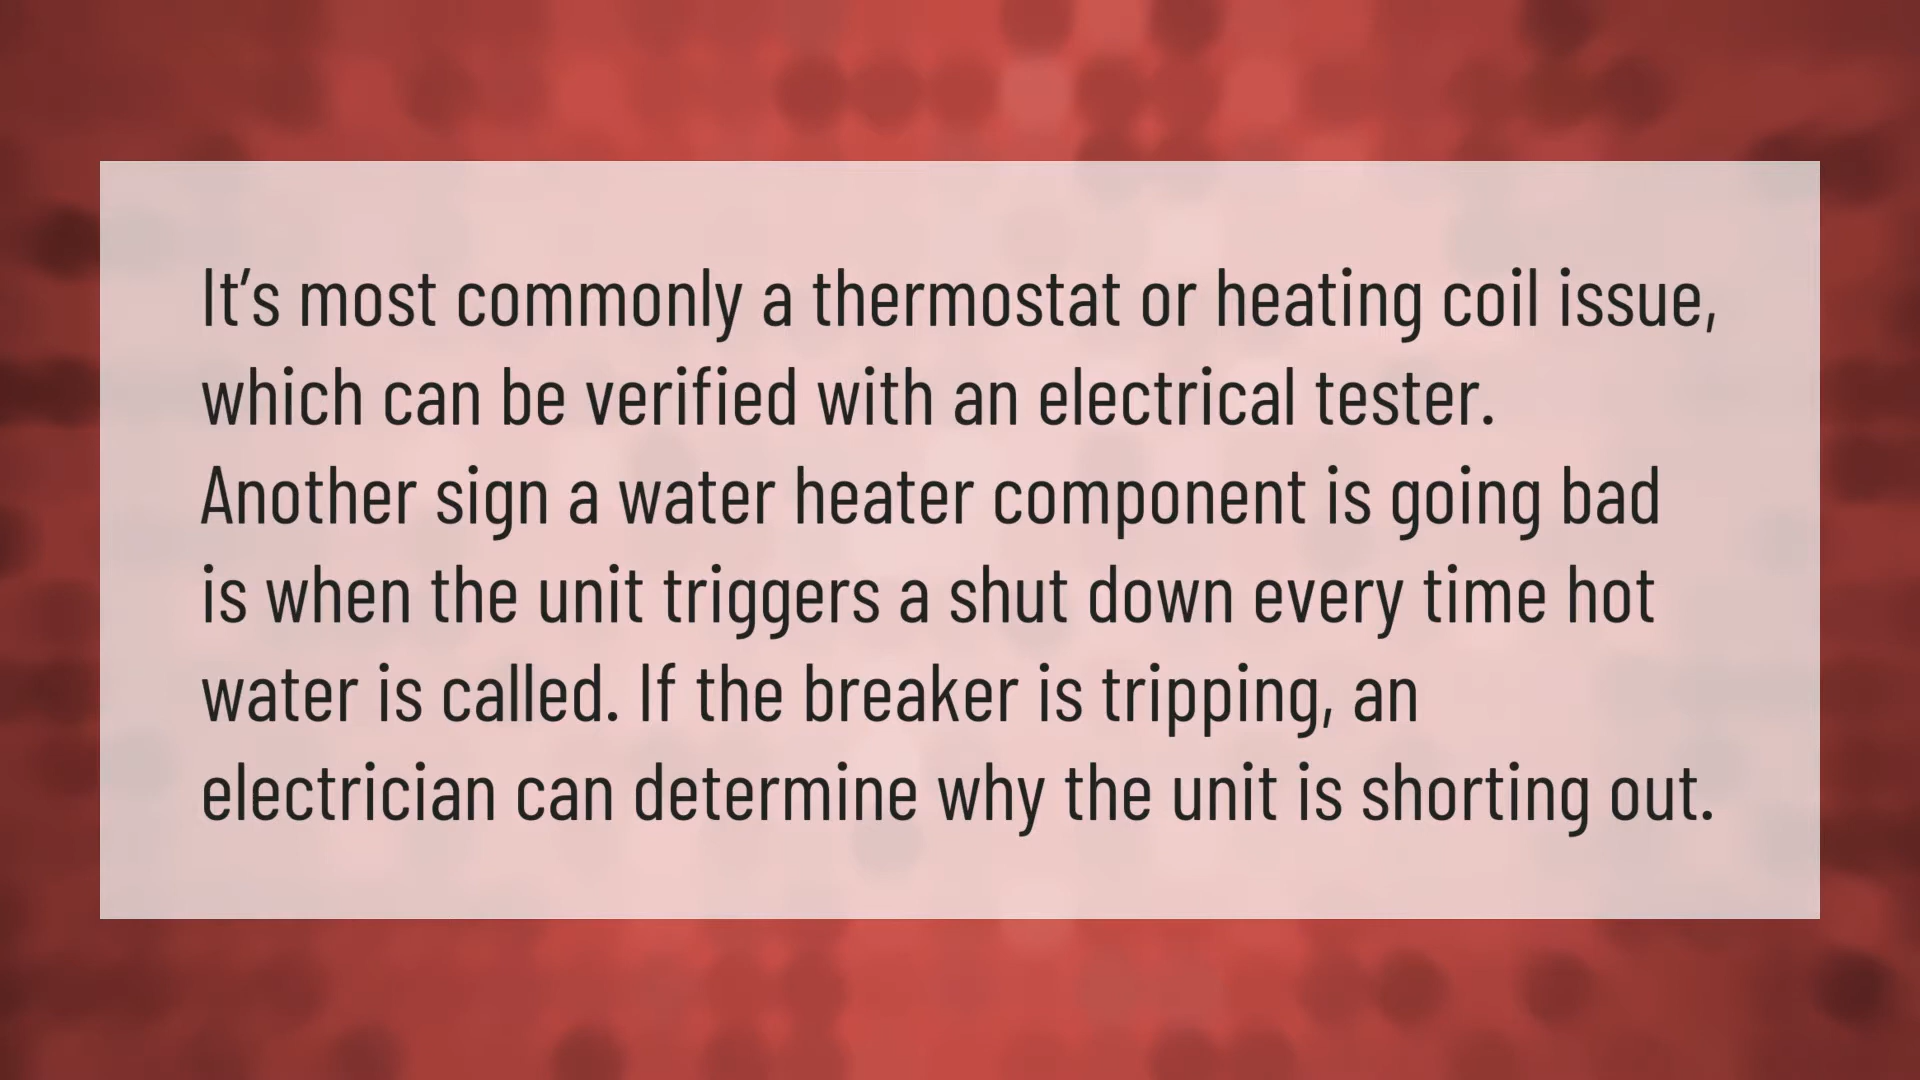 It’s most commonly a thermostat or heating coil issue,
which can be verified with an electrical tester.
Another sign a water heater component is going bad
is when the unit triggers a shut down every time hot
water is called. If the breaker is tripping, an
electrician can determine why the unit is shorting out.